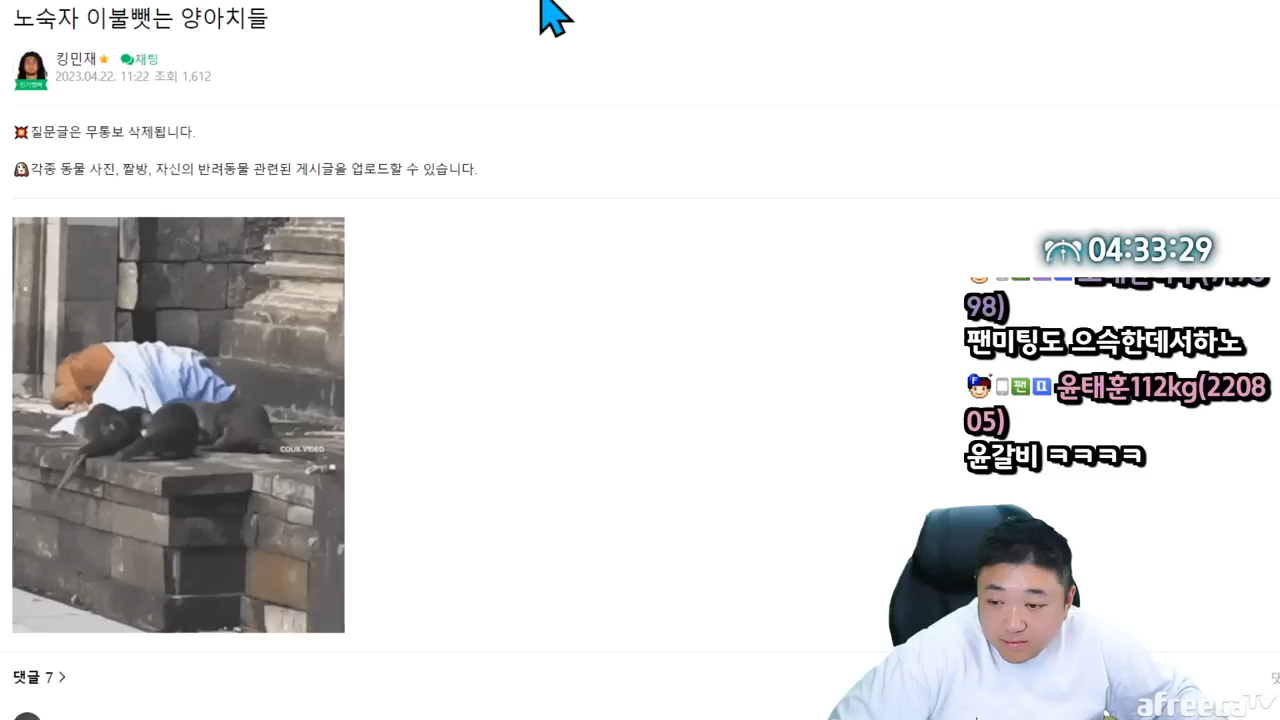 노숙자 이불뺏는 양아치들
킹민재
채팅
2023.04.22. 11:22 조회 1,612
질문글은 무통보 삭제됩니다.
각종 동물 사진, 짤방, 자신의 반려동물 관련된 게시글을 업로드할 수 있습니다.
04:33:29
98)
팬미팅도 으슥한데서하노
윤태훈112kg(2208
05)
윤갈비 ㅋㅋㅋㅋ
COUB.VIDEO
댓글 7
afreecaTV